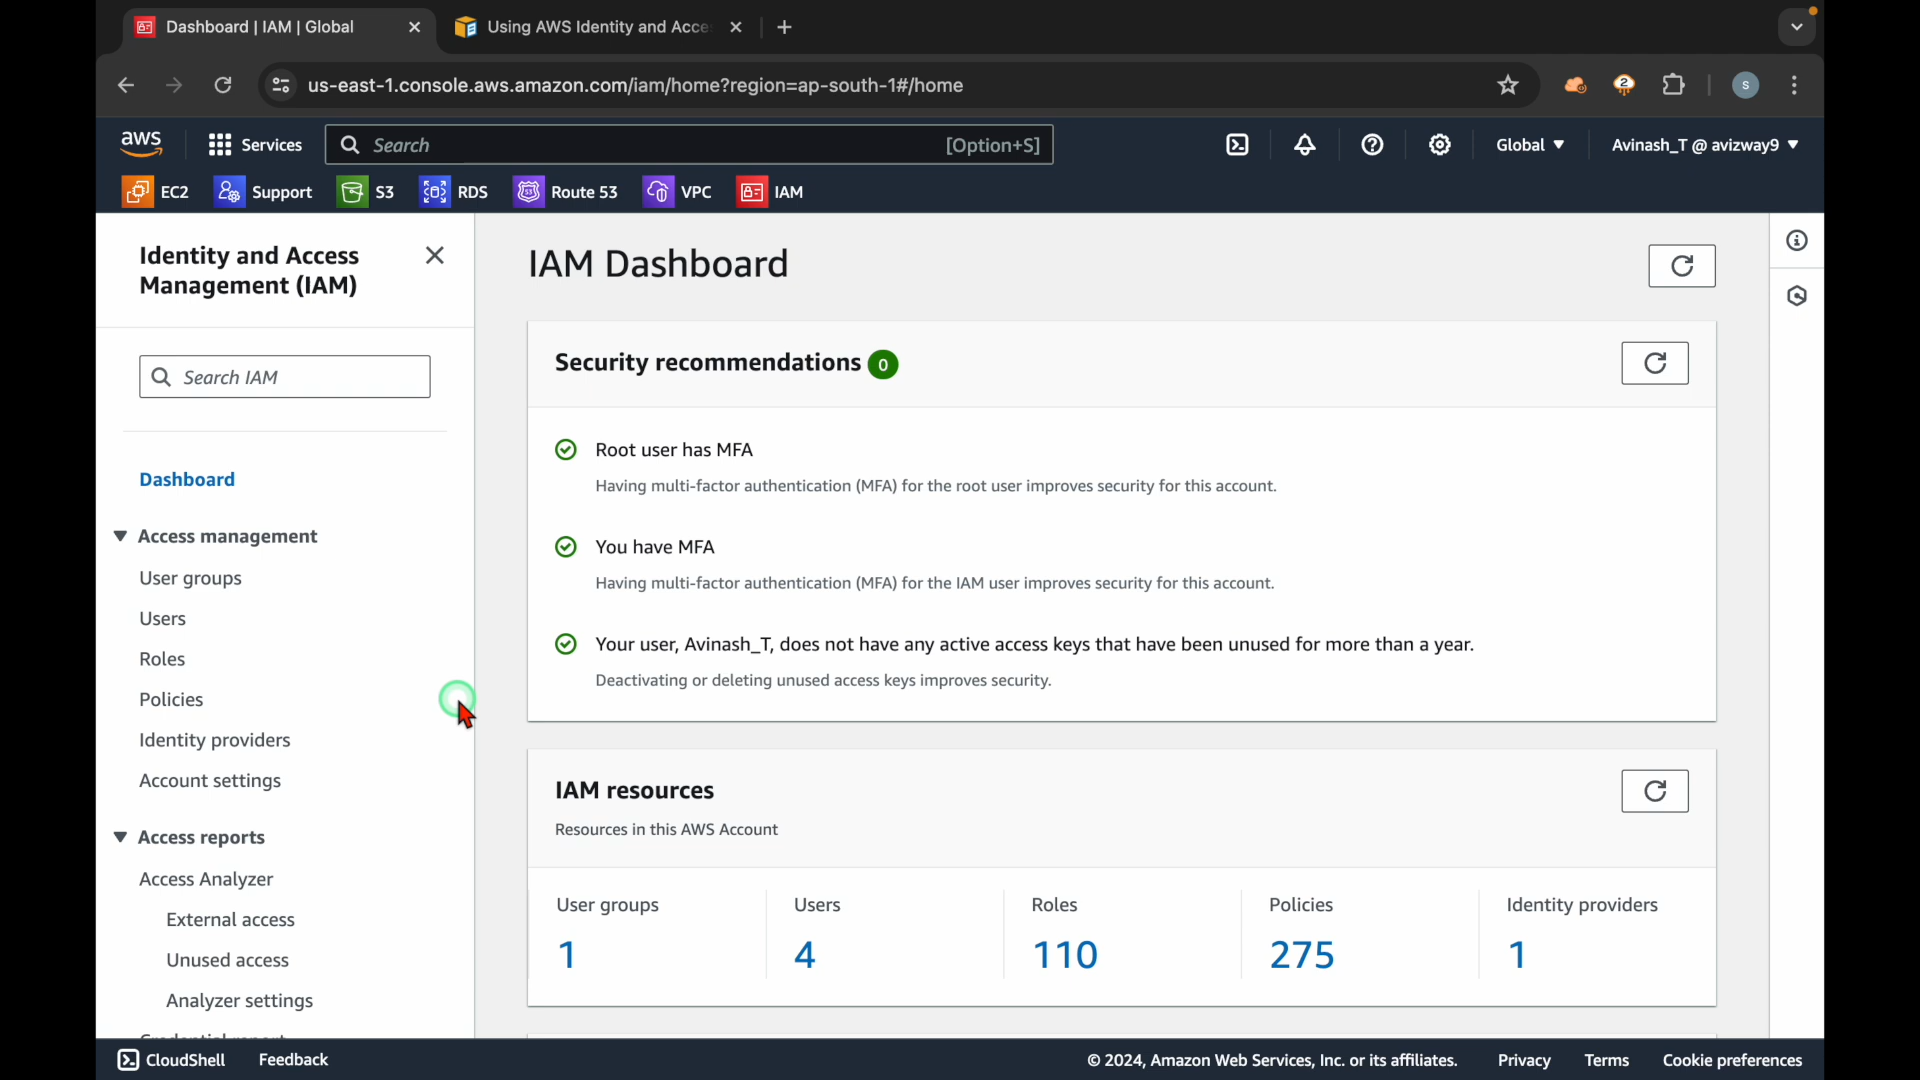 Dashboard | IAM | Global
Using AWS Identity and Acce
us-east-1.console.aws.amazon.com/iam/home?region=ap-south-1#/home
2
S
aws
Services
Search
[Option+S]
Global
Avinash_T @ avizway9
EC2
Support
S3
RDS
Route 53
VPC
IAM
Identity and Access
Management (IAM)
Search IAM
Dashboard
Access management
User groups
Users
Roles
Policies
Identity providers
Account settings
Access reports
Access Analyzer
External access
Unused access
Analyzer settings
Credential report
IAM Dashboard
Security recommendations 0
Root user has MFA
Having multi-factor authentication (MFA) for the root user improves security for this account.
You have MFA
Having multi-factor authentication (MFA) for the IAM user improves security for this account.
Your user, Avinash_T, does not have any active access keys that have been unused for more than a year.
Deactivating or deleting unused access keys improves security.
IAM resources
Resources in this AWS Account
User groups
1
Users
4
Roles
110
Policies
275
Identity providers
1
CloudShell
Feedback
© 2024, Amazon Web Services, Inc. or its affiliates.
Privacy
Terms
Cookie preferences